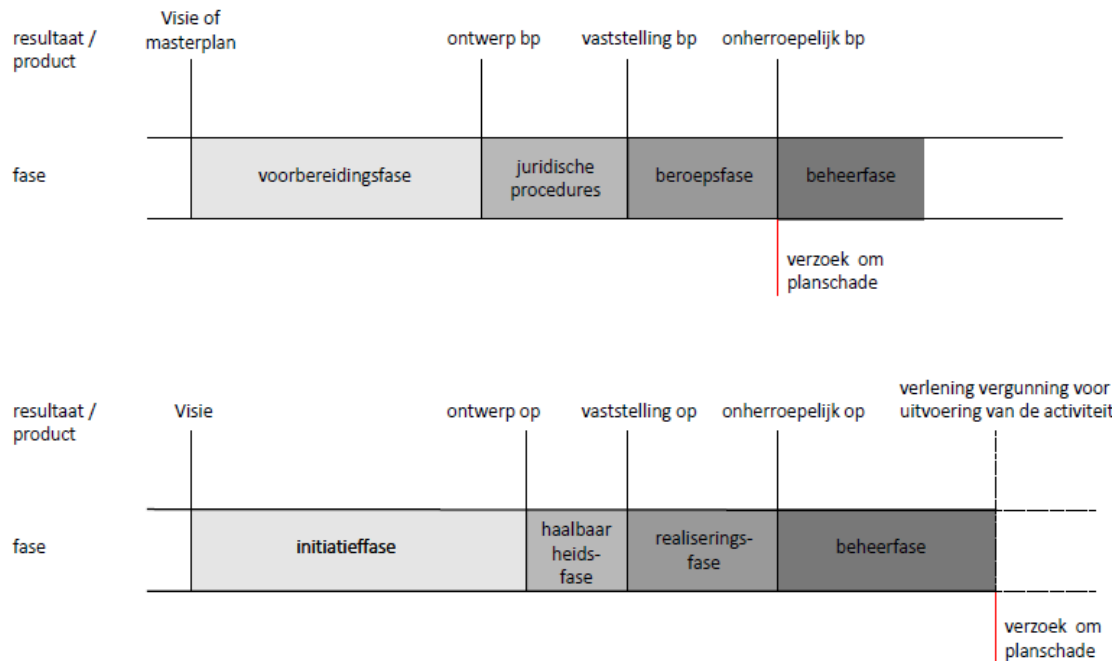 resultaat /
product
Visie of
masterplan
ontwerp bp
vaststelling bp
onherroepelijk bp
fase
voorbereidingsfase
juridische
procedures
beroepsfase
beheerfase
verzoek om
planschade
resultaat /
product
Visie
ontwerp op
vaststelling op
onherroepelijk op
verlening vergunning voor
uitvoering van de activiteit
fase
initiatieffase
haalbaar
heids-
fase
realiserings-
fase
beheerfase
verzoek om
planschade